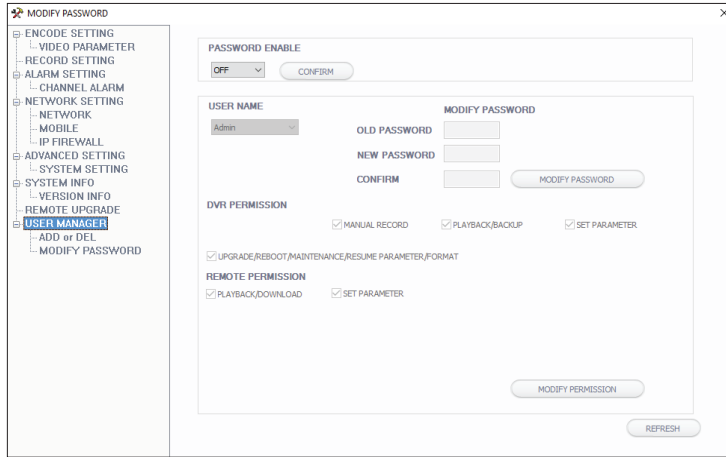 MODIFY PASSWORD
ENCODE SETTING
VIDEO PARAMETER
RECORD SETTING
ALARM SETTING
CHANNEL ALARM
NETWORK SETTING
NETWORK
MOBILE
IP FIREWALL
ADVANCED SETTING
SYSTEM SETTING
SYSTEM INFO
VERSION INFO
REMOTE UPGRADE
USER MANAGER
ADD or DEL
MODIFY PASSWORD
PASSWORD ENABLE
OFF CONFIRM
USER NAME MODIFY PASSWORD
Admin OLD PASSWORD
NEW PASSWORD
CONFIRM MODIFY PASSWORD
DVR PERMISSION
MANUAL RECORD PLAYBACK/BACKUP SET PARAMETER
UPGRADE/REBOOT/MAINTENANCE/RESUME PARAMETER/FORMAT
REMOTE PERMISSION
PLAYBACK/DOWNLOAD SET PARAMETER
MODIFY PERMISSION
REFRESH